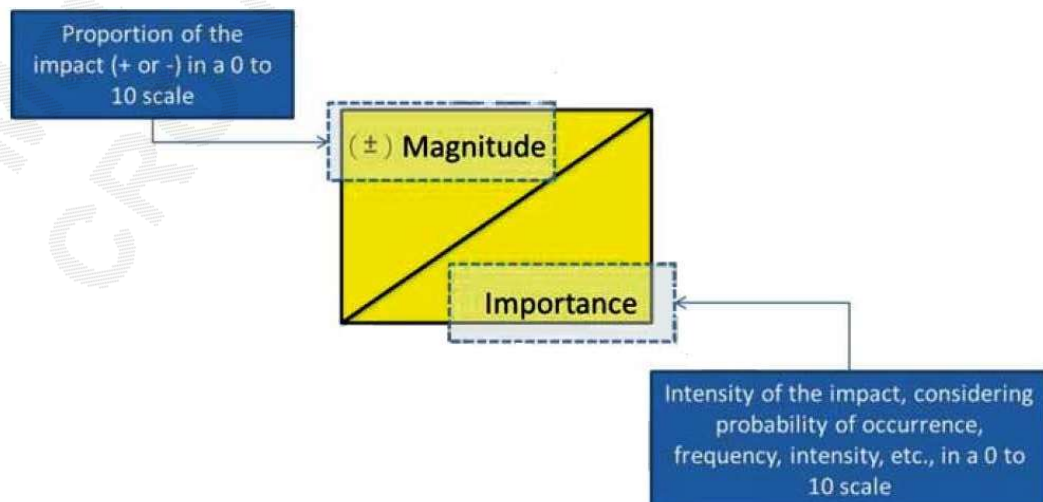 Proportion of the
impact (+ or -) in a 0 to
10 scale
(±) Magnitude
Importance
Intensity of the impact, considering
probability of occurrence,
frequency, intensity, etc., in a 0 to
10 scale